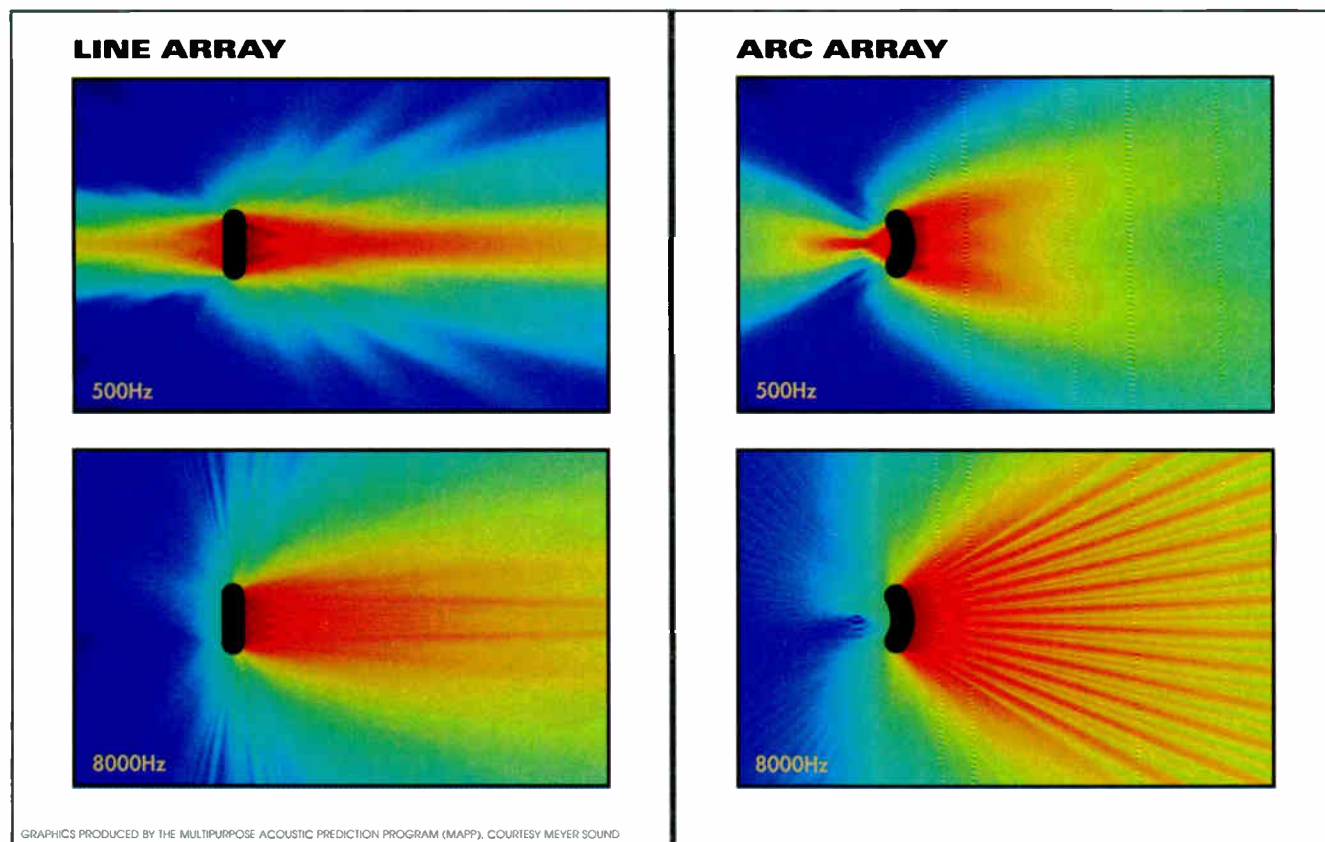 LINE ARRAY
500Hz
8000Hz
ARC ARRAY
500Hz
8000Hz
GRAPHICS PRODUCED BY THE MULTIPURPOSE ACOUSTIC PREDICTION PROGRAM (MAPP), COURTESY MEYER SOUND